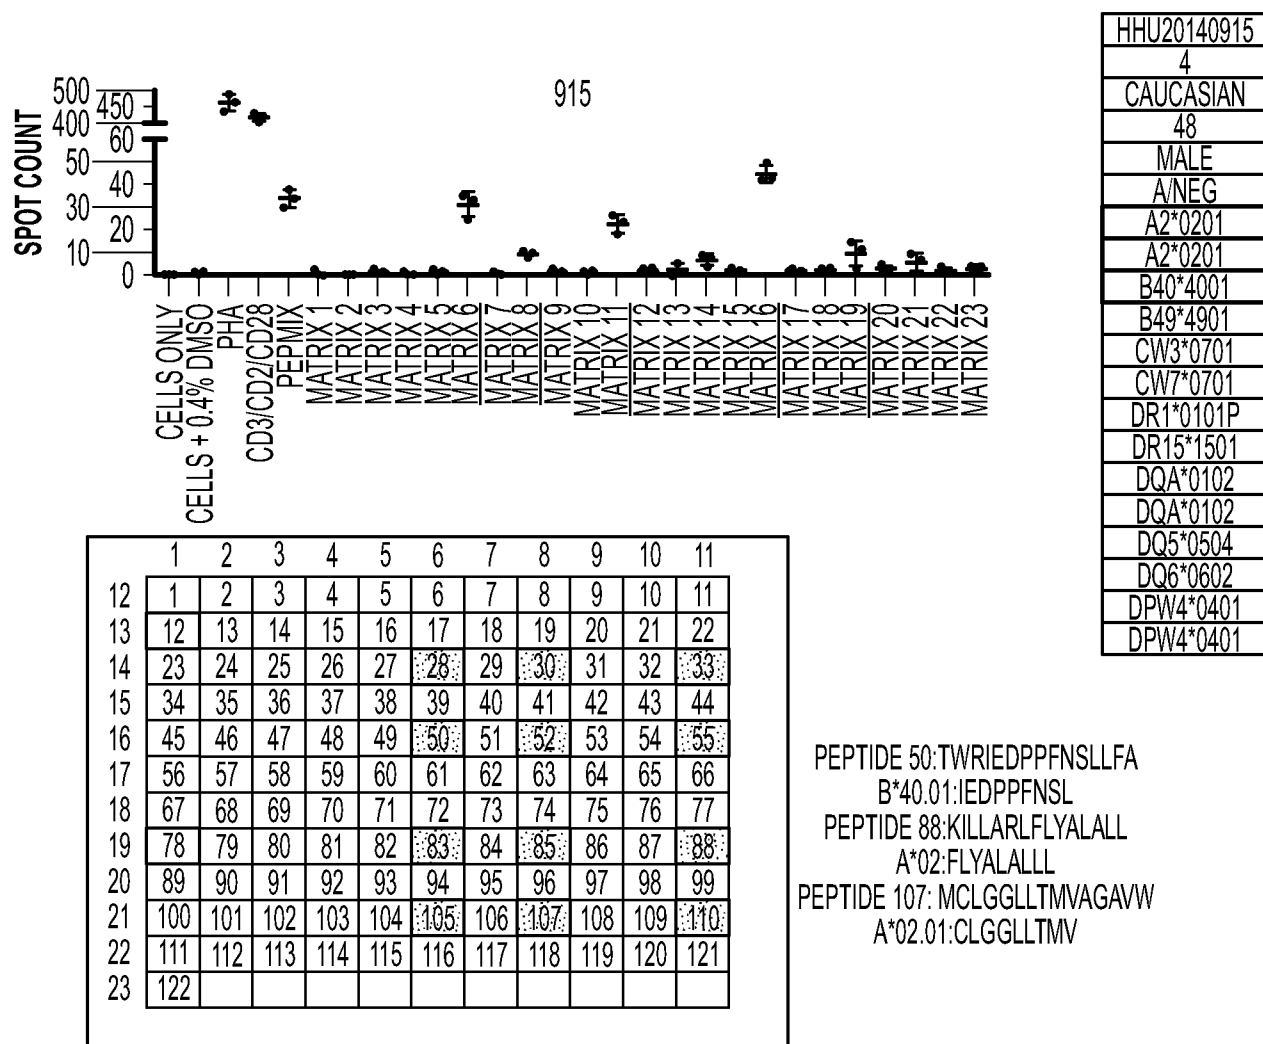 915
SPOT COUNT
500
450
400
60
50
40
30
20
10
0
CELLS ONLY
CELLS + 0.4% DMSO
PHA
CD3/CD2/CD28
PEPMIX
MATRIX 1
MATRIX 2
MATRIX 3
MATRIX 4
MATRIX 5
MATRIX 6
MATRIX 7
MATRIX 8
MATRIX 9
MATRIX 10
MATRIX 11
MATRIX 12
MATRIX 13
MATRIX 14
MATRIX 15
MATRIX 16
MATRIX 17
MATRIX 18
MATRIX 19
MATRIX 20
MATRIX 21
MATRIX 22
MATRIX 23
HHU20140915
4
CAUCASIAN
48
MALE
A/NEG
A2*0201
A2*0201
B40*4001
B49*4901
CW3*0701
CW7*0701
DR1*0101P
DR15*1501
DQA*0102
DQA*0102
DQ5*0504
DQ6*0602
DPW4*0401
DPW4*0401
1 2 3 4 5 6 7 8 9 10 11
12 1 2 3 4 5 6 7 8 9 10 11
13 12 13 14 15 16 17 18 19 20 21 22
14 23 24 25 26 27 28 29 30 31 32 33
15 34 35 36 37 38 39 40 41 42 43 44
16 45 46 47 48 49 50 51 52 53 54 55
17 56 57 58 59 60 61 62 63 64 65 66
18 67 68 69 70 71 72 73 74 75 76 77
19 78 79 80 81 82 83 84 85 86 87 88
20 89 90 91 92 93 94 95 96 97 98 99
21 100 101 102 103 104 105 106 107 108 109 110
22 111 112 113 114 115 116 117 118 119 120 121
23 122
PEPTIDE 50:TWRIEDPPFNSLLFA
B*40.01:IEDPPFNSL
PEPTIDE 88:KILLARLFLYALALL
A*02:FLYALALLL
PEPTIDE 107: MCLGGLLTMVAGAVW
A*02.01:CLGGLLTMV